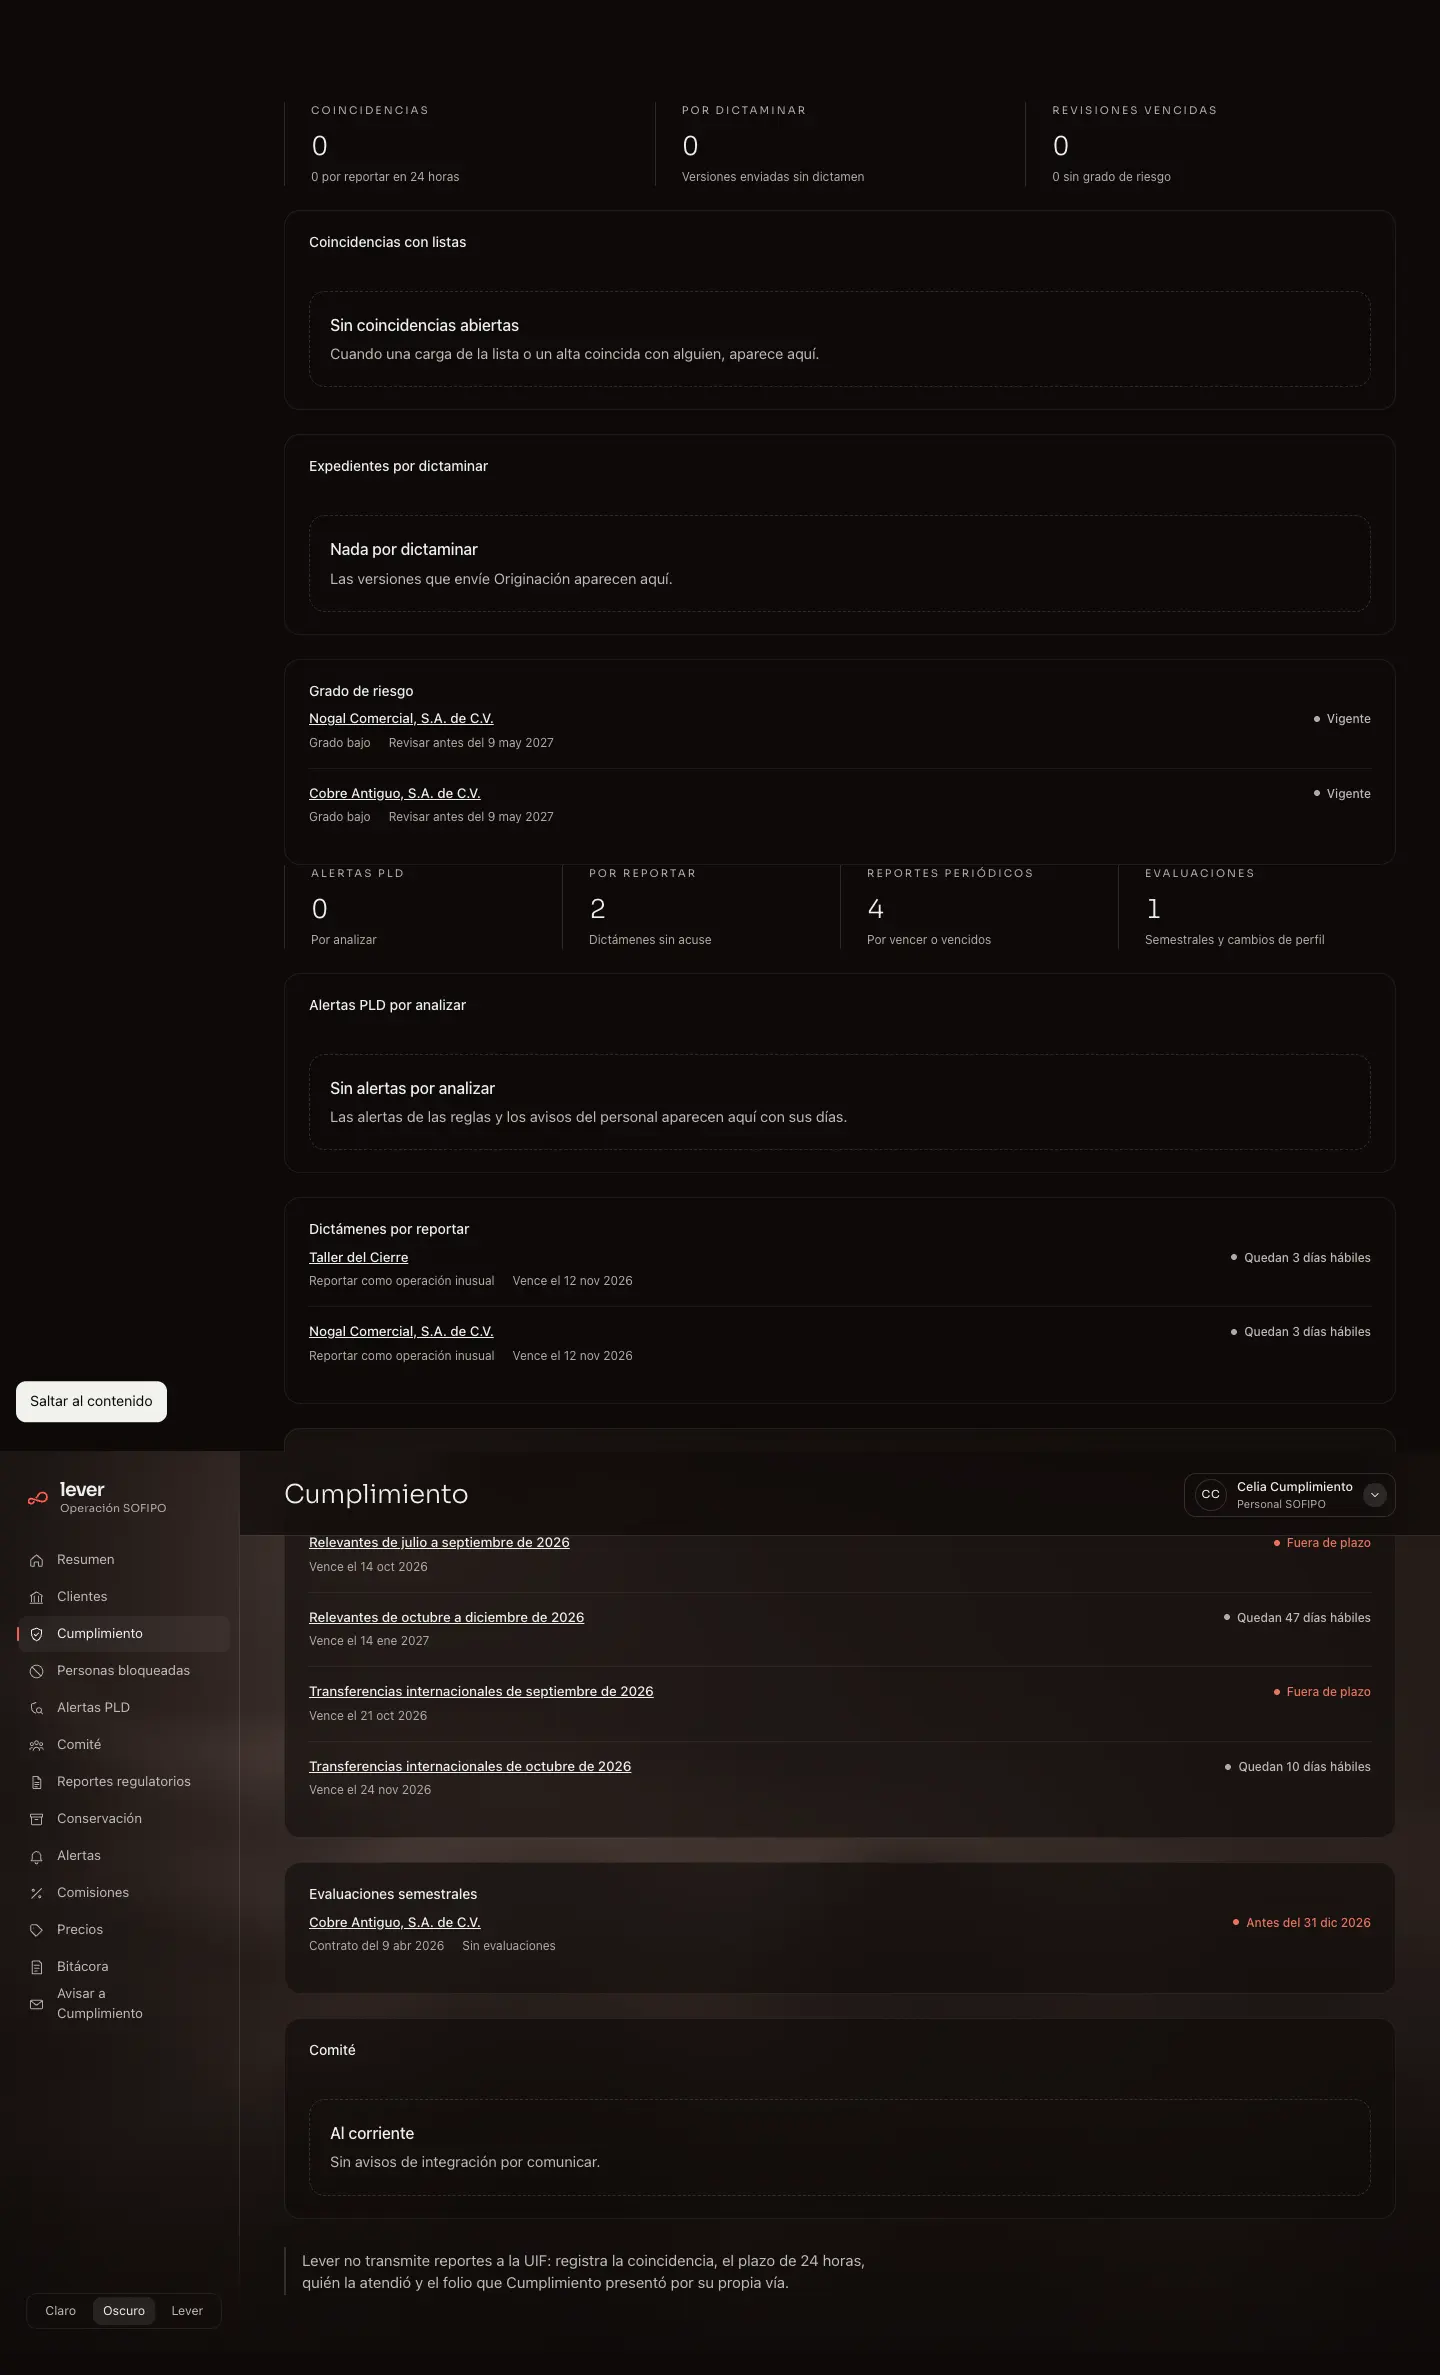 COINCIDENCIAS
0
0 por reportar en 24 horas
POR DICTAMINAR
0
Versiones enviadas sin dictamen
REVISIONES VENCIDAS
0
0 sin grado de riesgo
Coincidencias con listas
Sin coincidencias abiertas
Cuando una carga de la lista o un alta coincida con alguien, aparece aquí.
Expedientes por dictaminar
Nada por dictaminar
Las versiones que envíe Originación aparecen aquí.
Grado de riesgo
Nogal Comercial, S.A. de C.V.
Vigente
Grado bajo Revisar antes del 9 may 2027
Cobre Antiguo, S.A. de C.V.
Vigente
Grado bajo Revisar antes del 9 may 2027
ALERTAS PLD
0
Por analizar
POR REPORTAR
2
Dictámenes sin acuse
REPORTES PERIÓDICOS
4
Por vencer o vencidos
EVALUACIONES
1
Semestrales y cambios de perfil
Alertas PLD por analizar
Sin alertas por analizar
Las alertas de las reglas y los avisos del personal aparecen aquí con sus días.
Dictámenes por reportar
Taller del Cierre
Quedan 3 días hábiles
Reportar como operación inusual Vence el 12 nov 2026
Nogal Comercial, S.A. de C.V.
Quedan 3 días hábiles
Reportar como operación inusual Vence el 12 nov 2026
Saltar al contenido
lever
Operación SOFIPO
Resumen
Clientes
Cumplimiento
Personas bloqueadas
Alertas PLD
Comité
Reportes regulatorios
Conservación
Alertas
Comisiones
Precios
Bitácora
Avisar a
Cumplimiento
Claro
Oscuro
Lever
Cumplimiento
CC
Celia Cumplimiento
Personal SOFIPO
Relevantes de julio a septiembre de 2026
Fuera de plazo
Vence el 14 oct 2026
Relevantes de octubre a diciembre de 2026
Quedan 47 días hábiles
Vence el 14 ene 2027
Transferencias internacionales de septiembre de 2026
Fuera de plazo
Vence el 21 oct 2026
Transferencias internacionales de octubre de 2026
Quedan 10 días hábiles
Vence el 24 nov 2026
Evaluaciones semestrales
Cobre Antiguo, S.A. de C.V.
Antes del 31 dic 2026
Contrato del 9 abr 2026 Sin evaluaciones
Comité
Al corriente
Sin avisos de integración por comunicar.
Lever no transmite reportes a la UIF: registra la coincidencia, el plazo de 24 horas,
quién la atendió y el folio que Cumplimiento presentó por su propia vía.